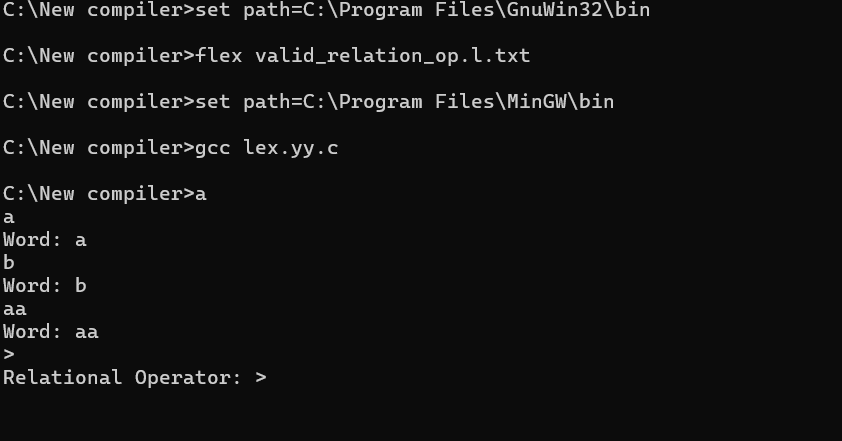 C:\New compiler>set path=C:\Program Files\GnuWin32\bin
C:\New compiler>flex valid_relation_op.l.txt
C:\New compiler>set path=C:\Program Files\MinGW\bin
C:\New compiler>gcc lex.yy.c
C:\New compiler>a
a
Word: a
b
Word: b
aa
Word: aa
>
Relational Operator: >